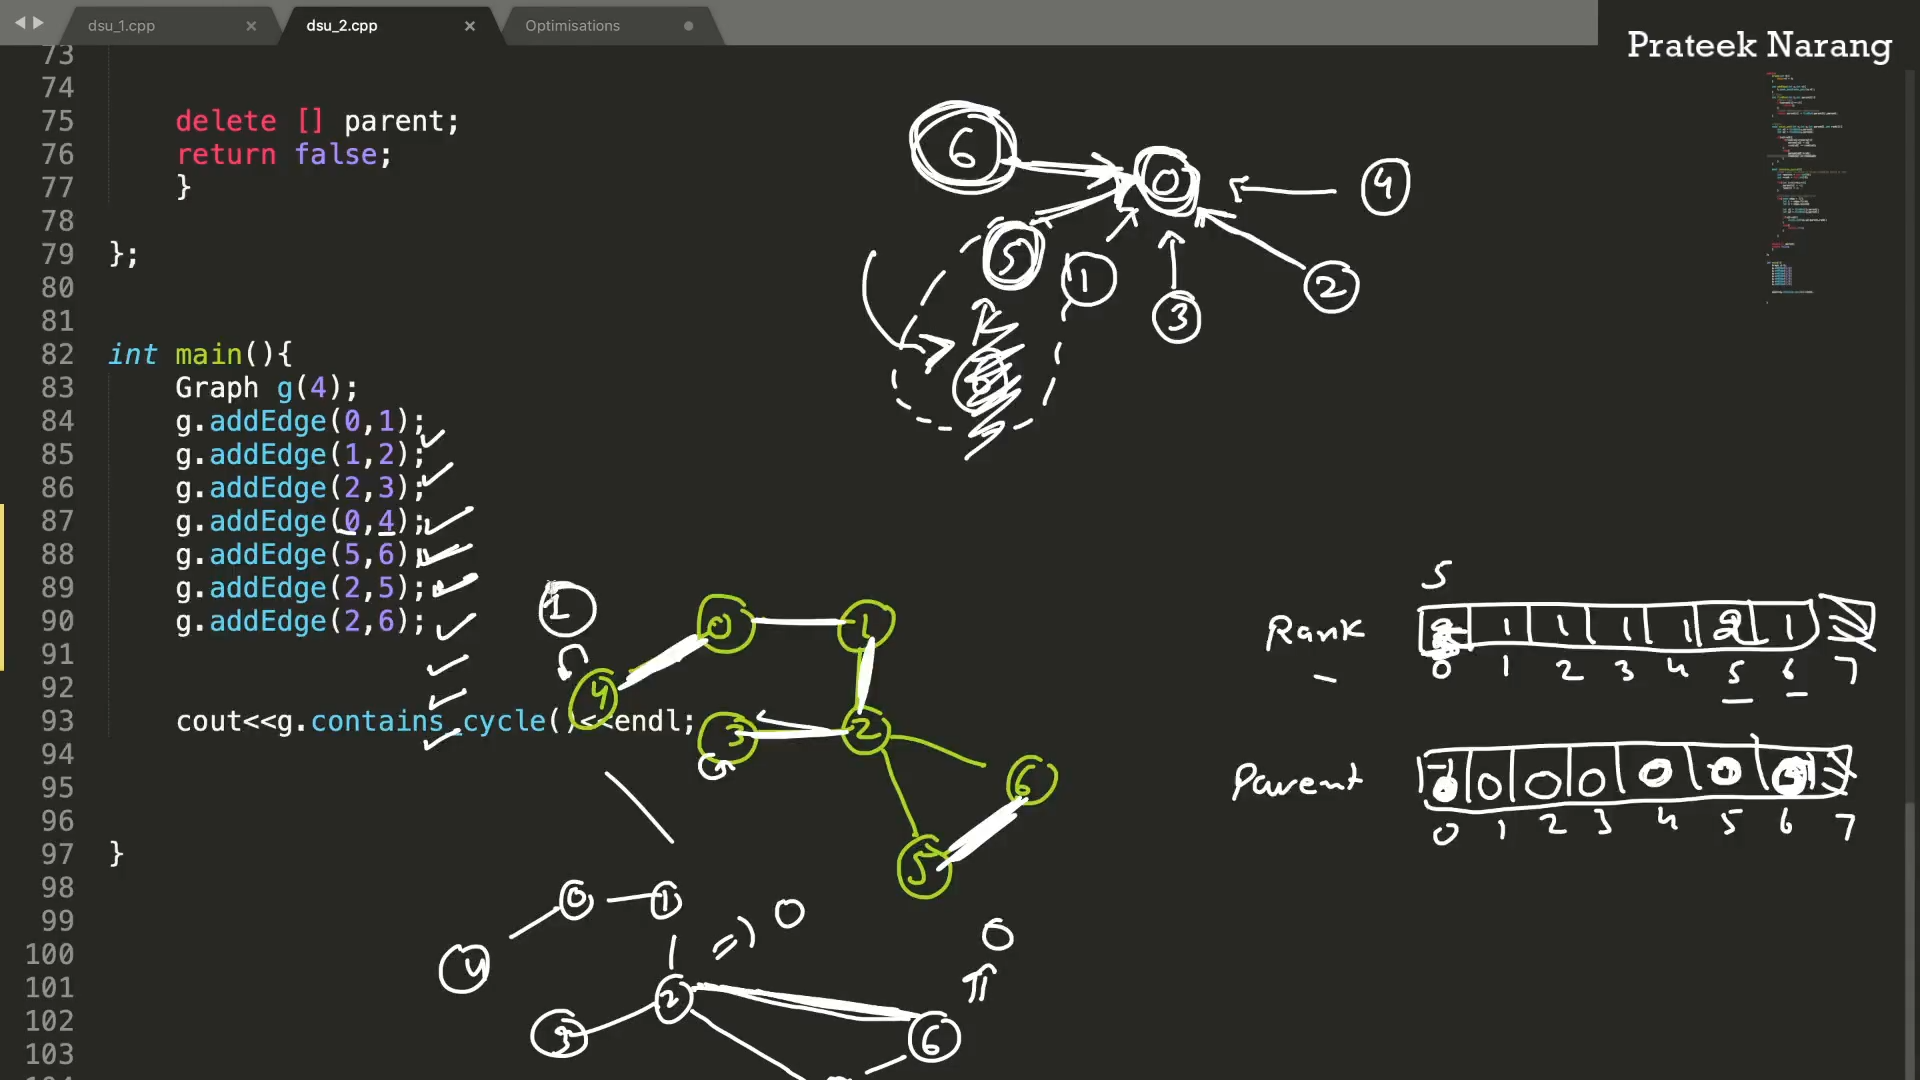 dsu_1.cpp × dsu_2.cpp × Optimisations
Prateek Narang
73
74
75 delete [] parent;
76 return false;
77 }
78
79 };
80
81
82 int main(){
83 Graph g(4);
84 g.addEdge(0,1);
85 g.addEdge(1,2);
86 g.addEdge(2,3);
87 g.addEdge(0,4);
88 g.addEdge(5,6);
89 g.addEdge(2,5);
90 g.addEdge(2,6);
91
92
93 cout<<g.contains_cycle()<<endl;
94
95
96
97 }
98
99
100
101
102
103
6 0 4
5 1 3 2
1 0 1
4 3 2 6
5
5
Rank 1 1 1 1 2 1
0 1 2 3 4 5 6 7
Parent 0 0 0 0 0
0 1 2 3 4 5 6 7
0 1 => 0 0
4 2
3 6